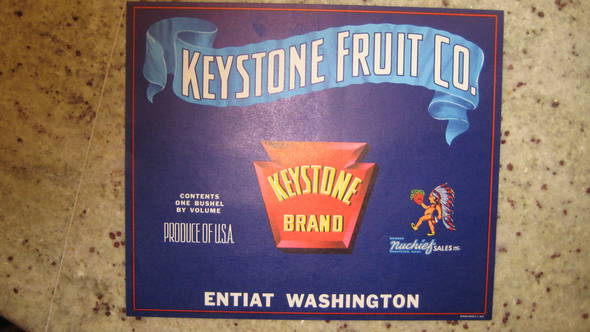 KEYSTONE FRUIT CO.
KEYSTONE
BRAND
CONTENTS
ONE BUSHEL
BY VOLUME
PRODUCE OF U.S.A.
Nuchief SALES INC.
ENTIAT WASHINGTON